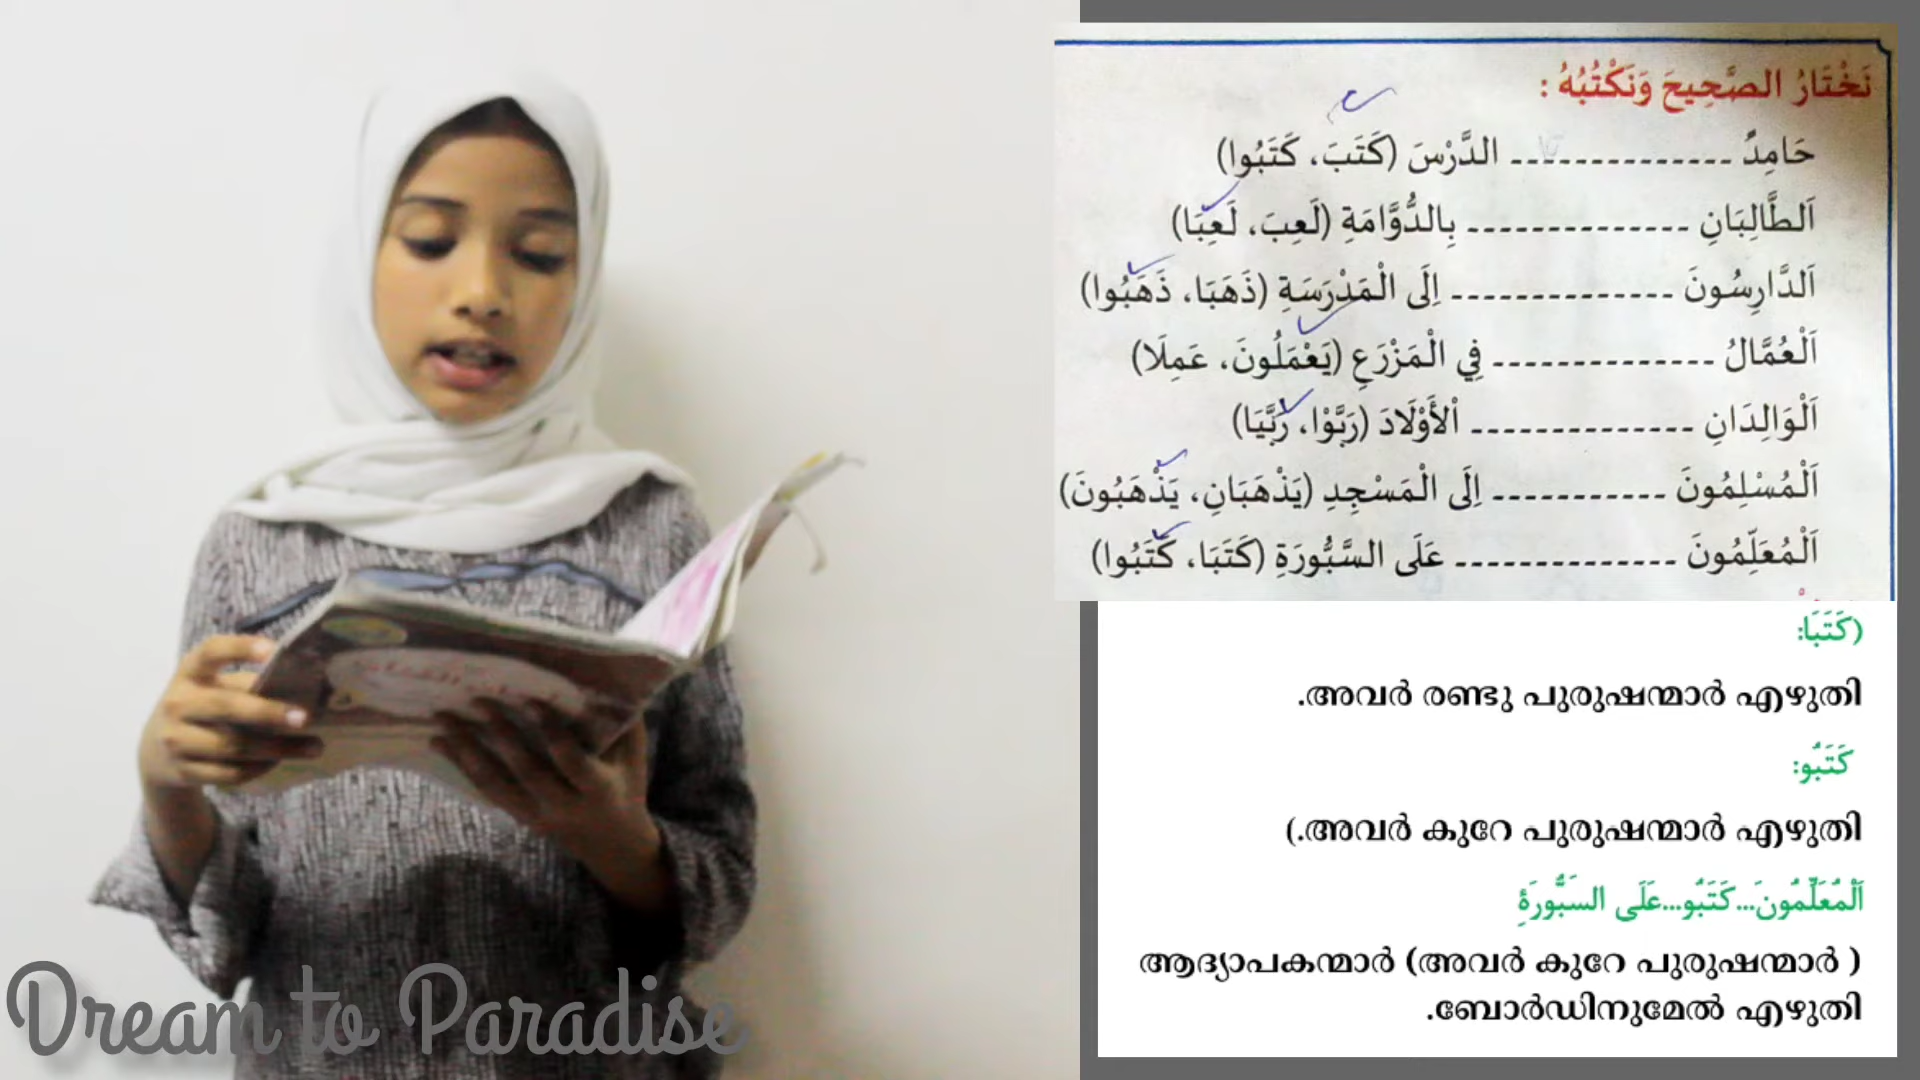 نَخْتَارُ الصَّحِيحَ وَنَكْتُبُهُ :
حَامِدٌ -------------- الدَّرْسَ (كَتَبَ، كَتَبُوا)
اَلطَّالِبَانِ -------------- بِالدُّوَّامَةِ (لَعِبَ، لَعِبَا)
اَلدَّارِسُونَ -------------- اِلَى الْمَدْرَسَةِ (ذَهَبَا، ذَهَبُوا)
اَلْعُمَّالُ -------------- فِي الْمَزْرَعِ (يَعْمَلُونَ، عَمِلَا)
اَلْوَالِدَانِ -------------- اْلأَوْلَادَ (رَبَّوْا، رَبَّيَا)
اَلْمُسْلِمُونَ ----------- اِلَى الْمَسْجِدِ (يَذْهَبَانِ، يَذْهَبُونَ)
اَلْمُعَلِّمُونَ -------------- عَلَى السَّبُّورَةِ (كَتَبَا، كَتَبُوا)
(كَتَبَا:
.അവർ രണ്ടു പുരുഷന്മാർ എഴുതി
كَتَبُو:
(.അവർ കുറേ പുരുഷന്മാർ എഴുതി
اَلْمُعَلِّمُونَ...كَتَبُو...عَلَى السَبُّورَةِ
ആദ്യാപകന്മാർ (അവർ കുറേ പുരുഷന്മാർ )
.ബോർഡിനുമേൽ എഴുതി
Dream to Paradise